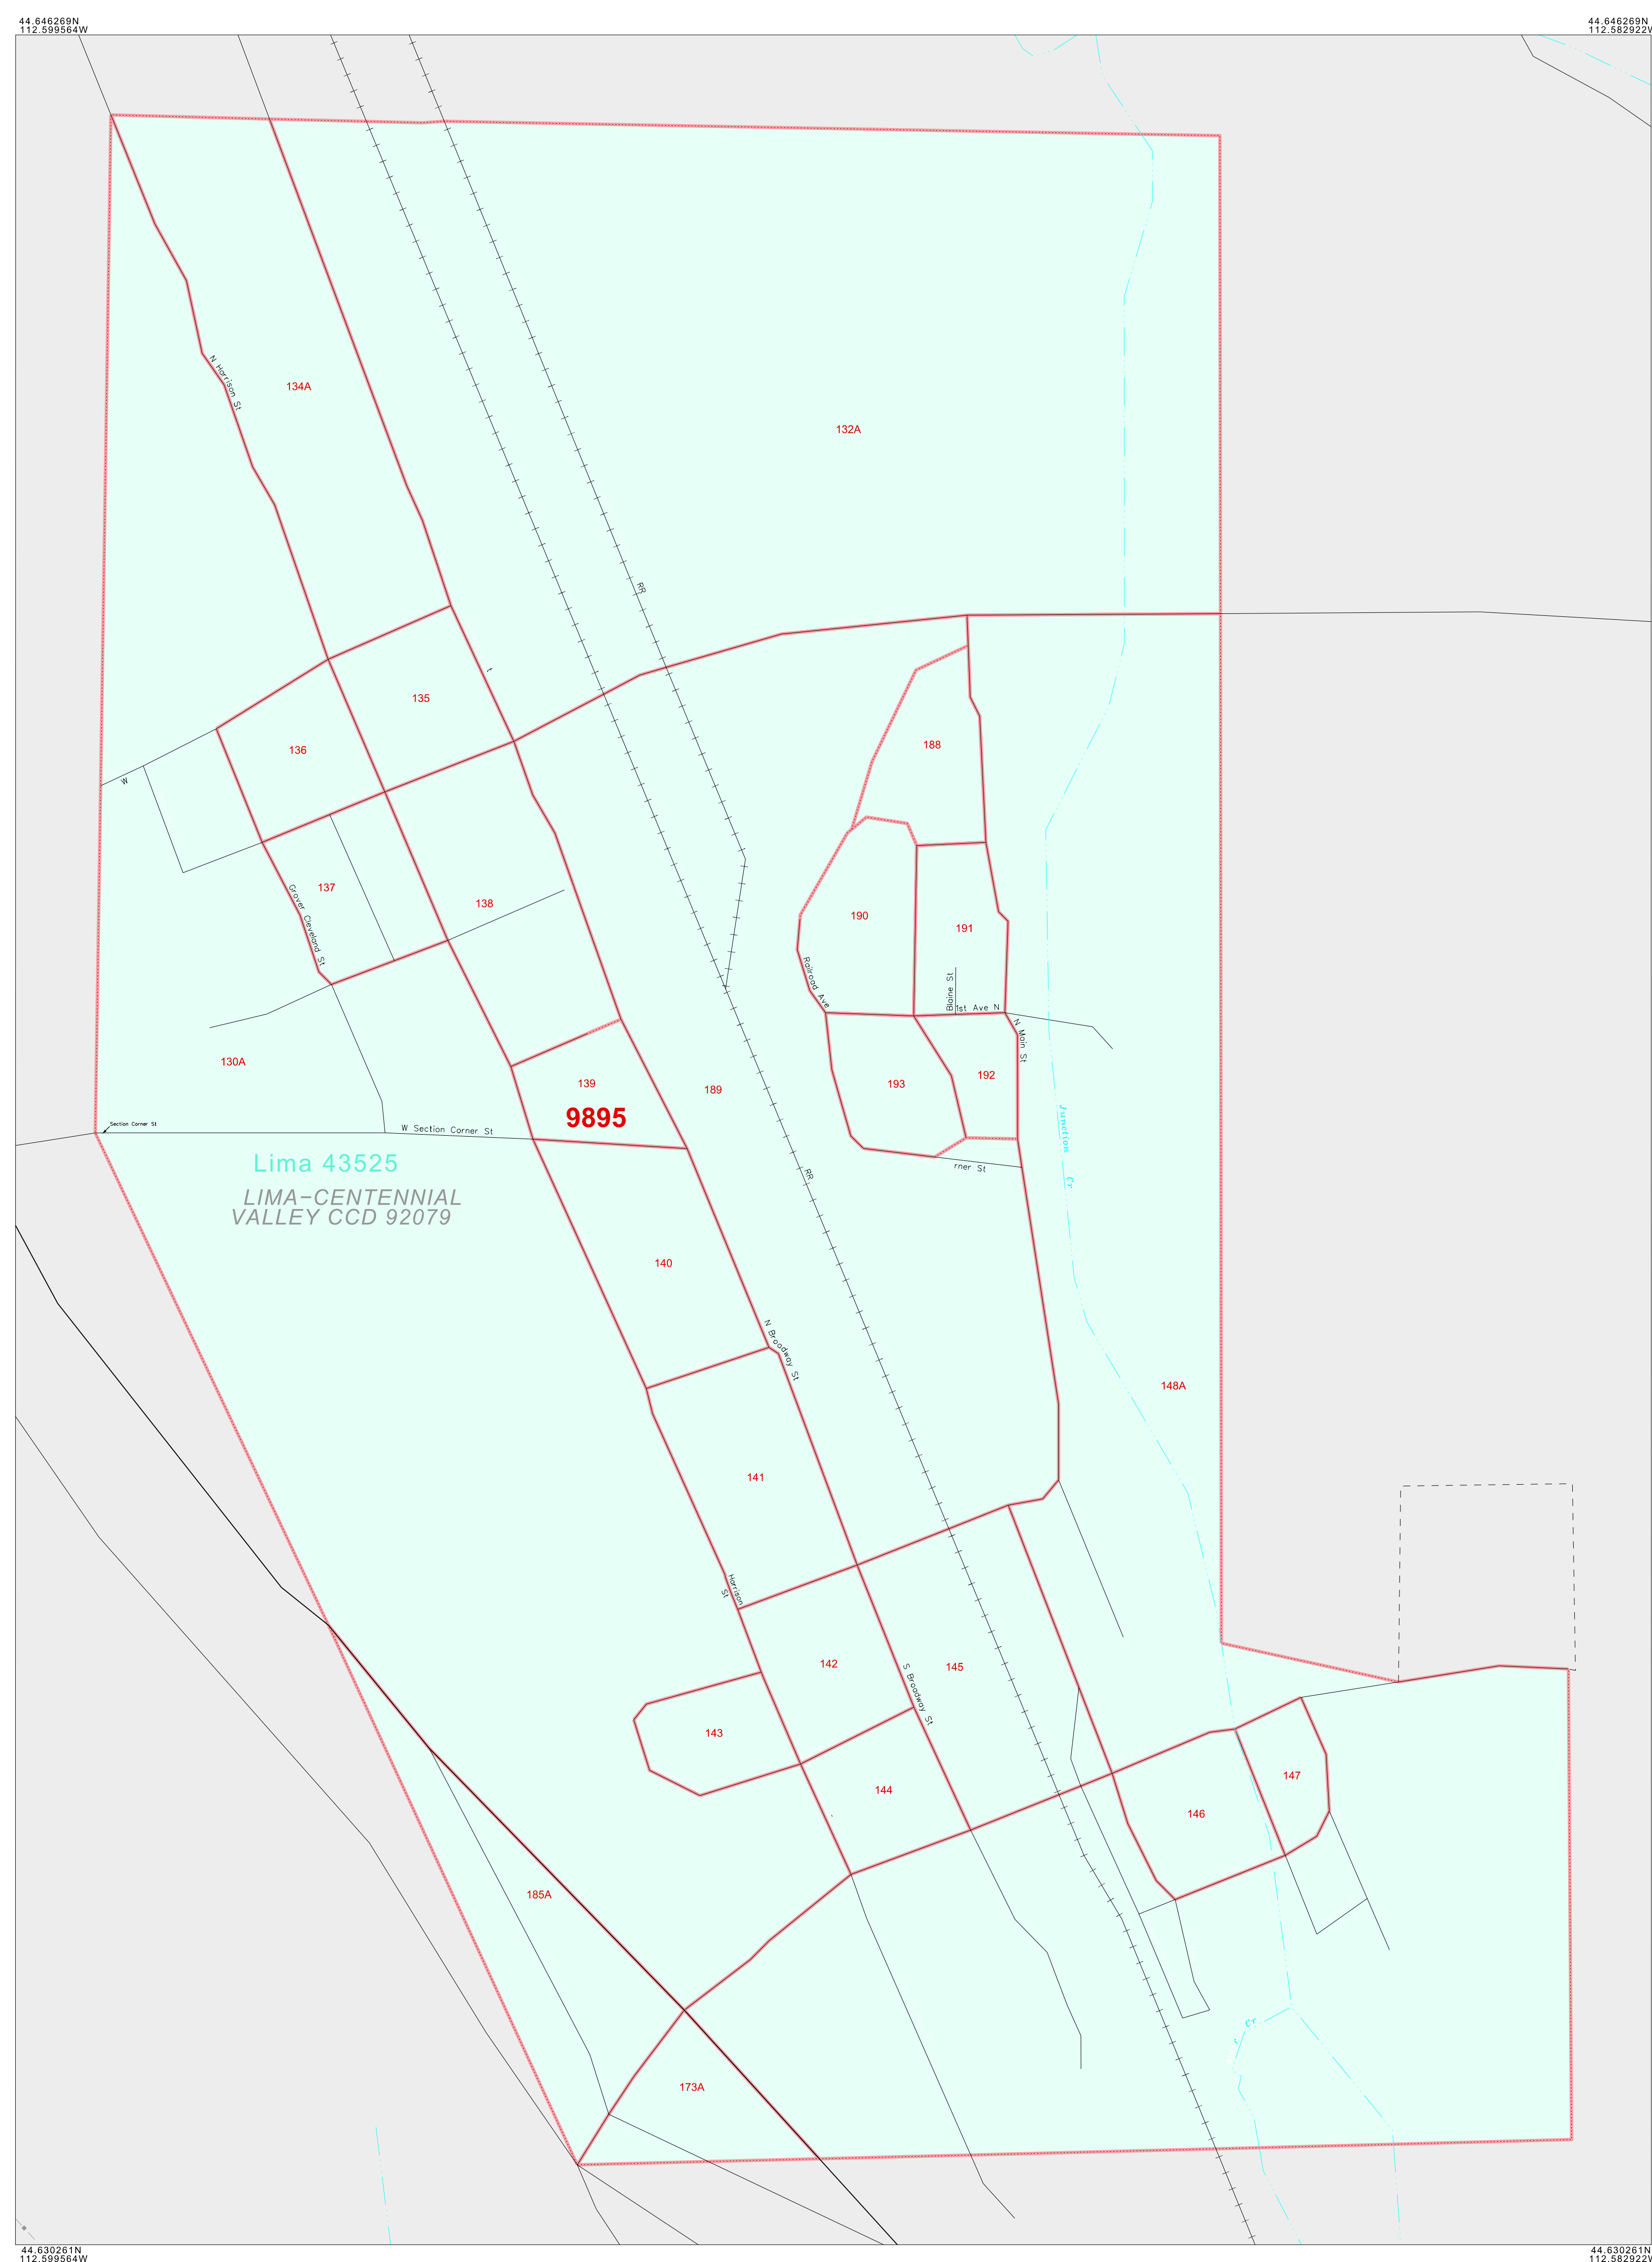 44.646269N
112.599564W
44.646269N
112.582922W
N Harrison St
134A
132A
RR
135
136
188
W
137
138
Grover Cleveland St
190
191
Railroad Ave
Blaine St
1st Ave N
N Main St
130A
139
189
193
192
9895
Section Corner St
W Section Corner St
rner St
Junction Cr
Lima 43525
LIMA-CENTENNIAL
VALLEY CCD 92079
RR
140
N Broadway St
148A
141
Harrison
St
142
145
S Broadway St
143
144
147
146
185A
Cr
173A
44.630261N
112.599564W
44.630261N
112.582922W